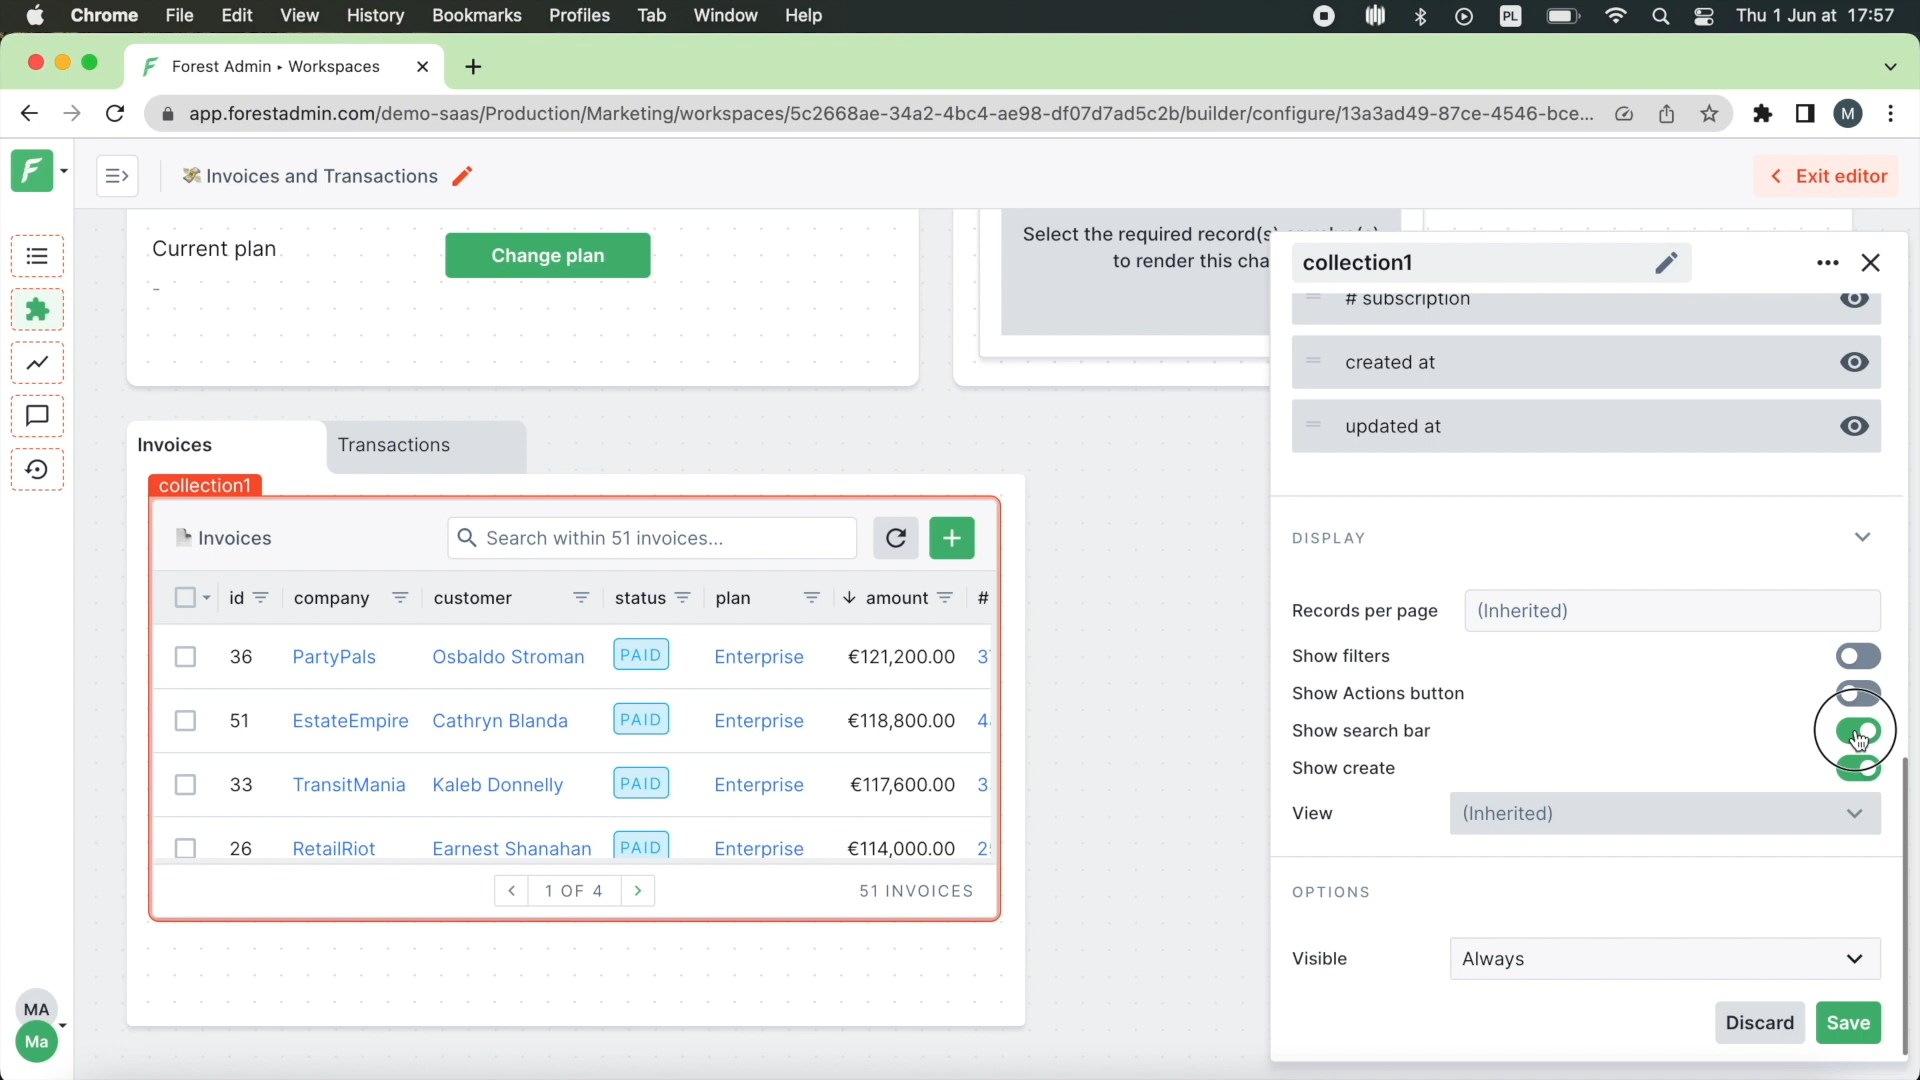 Chrome File Edit View History Bookmarks Profiles Tab Window Help PL Thu 1 Jun at 17:57
Forest Admin • Workspaces
app.forestadmin.com/demo-saas/Production/Marketing/workspaces/5c2668ae-34a2-4bc4-ae98-df07d7ad5c2b/builder/configure/13a3ad49-87ce-4546-bce... M
Invoices and Transactions Exit editor
Current plan
-
Change plan
Select the required record(s)
to render this cha
Invoices Transactions
collection1
Invoices Search within 51 invoices...
id company customer status plan amount #
36 PartyPals Osbaldo Stroman PAID Enterprise €121,200.00
51 EstateEmpire Cathryn Blanda PAID Enterprise €118,800.00
33 TransitMania Kaleb Donnelly PAID Enterprise €117,600.00
26 RetailRiot Earnest Shanahan PAID Enterprise €114,000.00
1 OF 4 51 INVOICES
collection1
# subscription
created at
updated at
DISPLAY
Records per page (Inherited)
Show filters
Show Actions button
Show search bar
Show create
View (Inherited)
OPTIONS
Visible Always
Discard Save
MA
Ma